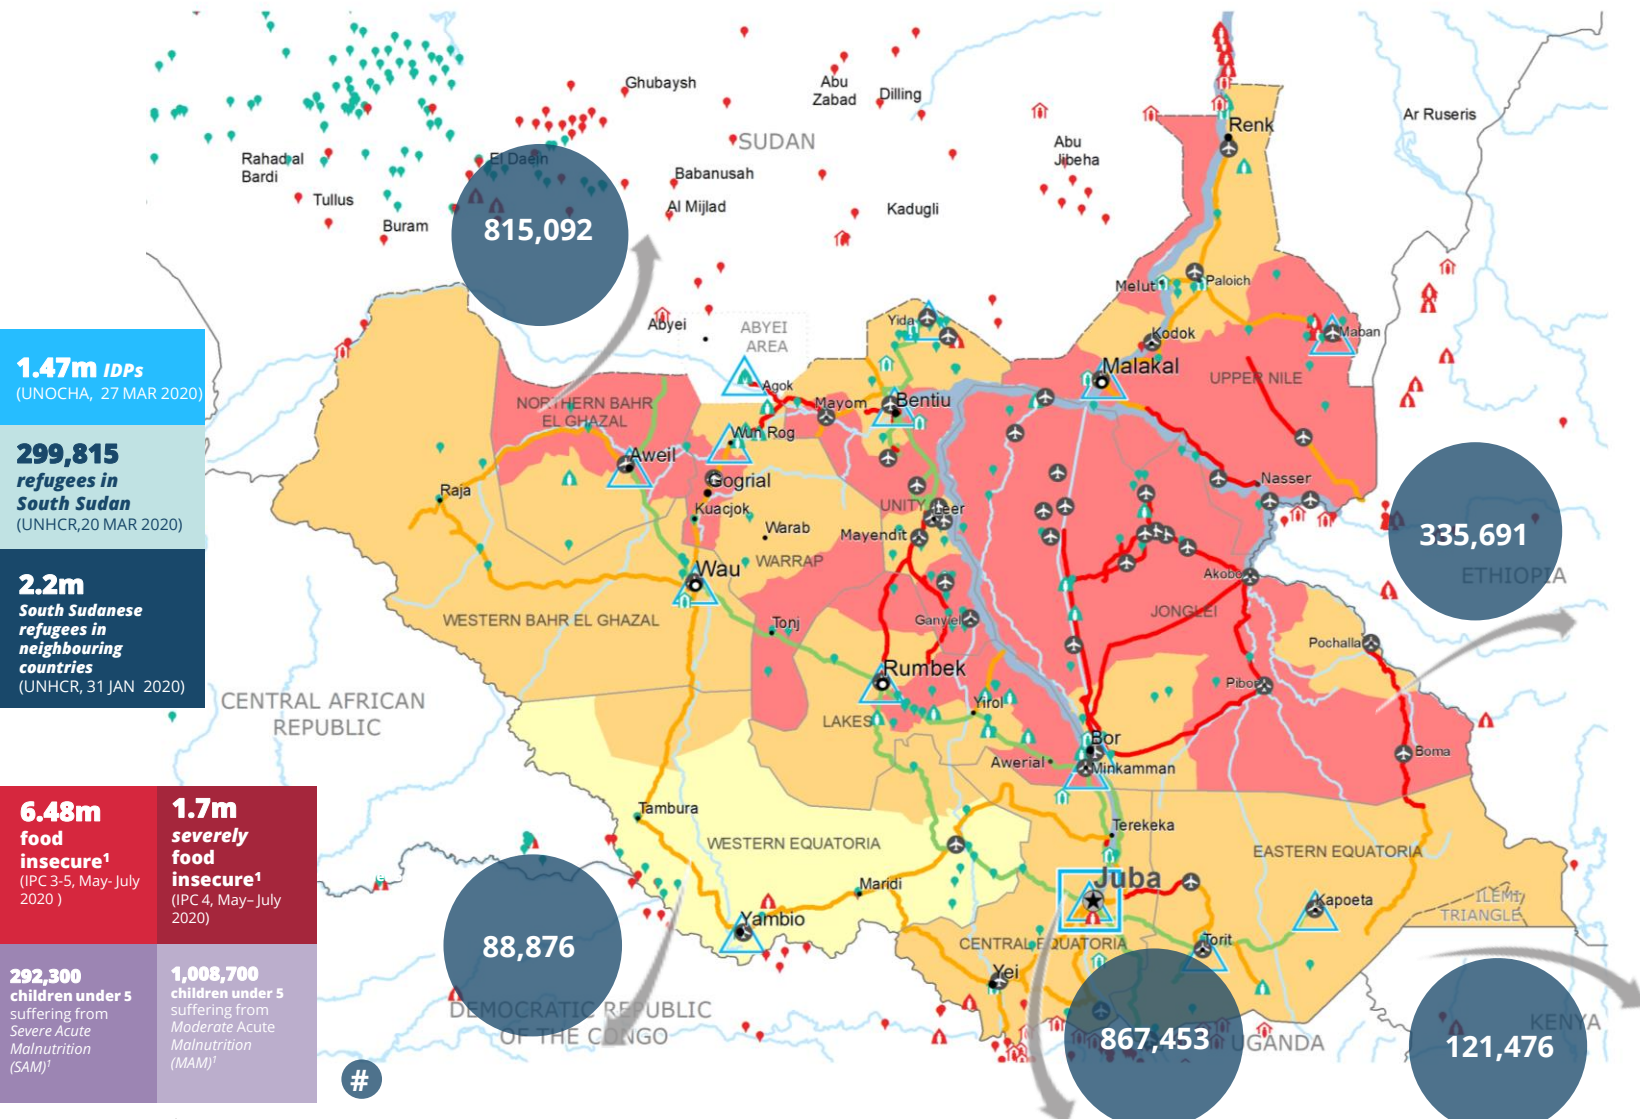 Ghubaysh
Abu
Zabad
Dilling
Ar Ruseris
SUDAN
Renk
Abu
Jibeha
Rahad al
Bardi
El Daein
Babanusah
Tullus
Al Mijlad
Kadugli
Buram
815,092
Melut
Paloich
Abyei
ABYEI
AREA
Yida
Kodok
Maban
1.47m IDPs
(UNOCHA, 27 MAR 2020)
Malakal
UPPER NILE
Agok
NORTHERN BAHR
EL GHAZAL
Mayom
Bentiu
Wun Rog
299,815
refugees in
South Sudan
(UNHCR,20 MAR 2020)
Aweil
Gogrial
Nasser
Raja
Kuacjok
UNITY
Leer
Warab
Mayendit
335,691
WARRAP
Wau
Akobo
ETHIOPIA
2.2m
South Sudanese
refugees in
neighbouring
countries
(UNHCR, 31 JAN 2020)
JONGLEI
WESTERN BAHR EL GHAZAL
Tonj
Ganyiel
Pochalla
Rumbek
Pibor
CENTRAL AFRICAN
REPUBLIC
Yirol
LAKES
Bor
Boma
Awerial
Minkamman
6.48m
food
insecure¹
(IPC 3-5, May- July
2020 )
1.7m
severely
food
insecure¹
(IPC 4, May– July
2020)
Tambura
Terekeka
WESTERN EQUATORIA
EASTERN EQUATORIA
Juba
Maridi
Kapoeta
ILEMI
TRIANGLE
Yambio
88,876
CENTRAL EQUATORIA
Torit
Yei
292,300
children under 5
suffering from
Severe Acute
Malnutrition
(SAM)¹
1,008,700
children under 5
suffering from
Moderate Acute
Malnutrition
(MAM)¹
DEMOCRATIC REPUBLIC
OF THE CONGO
867,453
UGANDA
KENYA
121,476
#